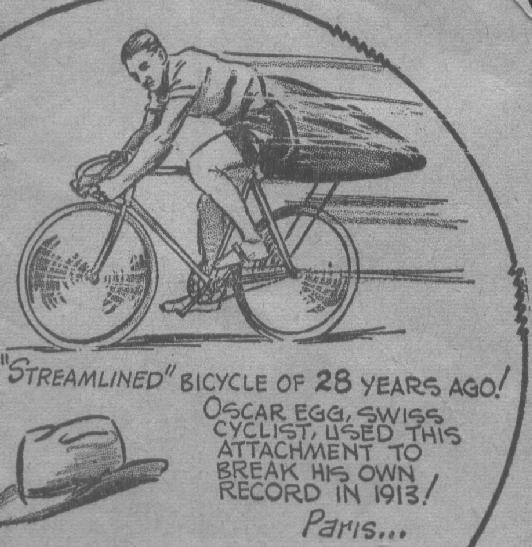 "STREAMLINED" BICYCLE OF 28 YEARS AGO!
OSCAR EGG, SWISS
CYCLIST, USED THIS
ATTACHMENT TO
BREAK HIS OWN
RECORD IN 1913!
Paris...